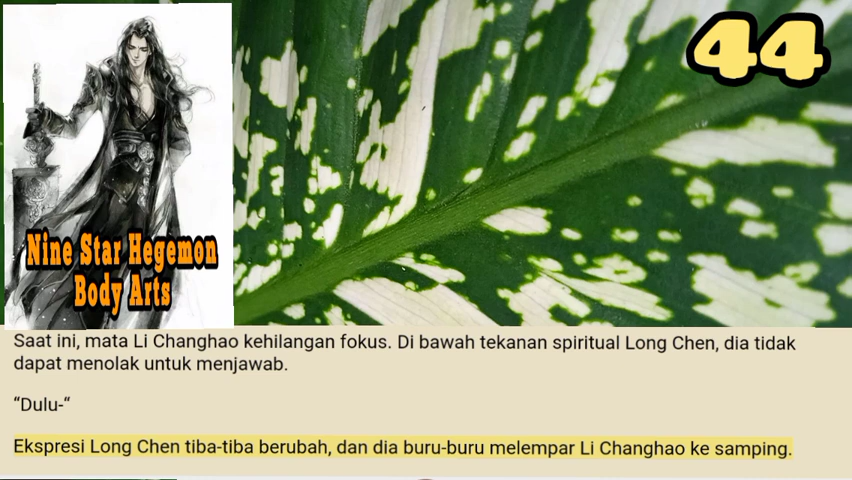 44
Nine Star Hegemon
Body Arts
Saat ini, mata Li Changhao kehilangan fokus. Di bawah tekanan spiritual Long Chen, dia tidak
dapat menolak untuk menjawab.
“Dulu-“
Ekspresi Long Chen tiba-tiba berubah, dan dia buru-buru melempar Li Changhao ke samping.